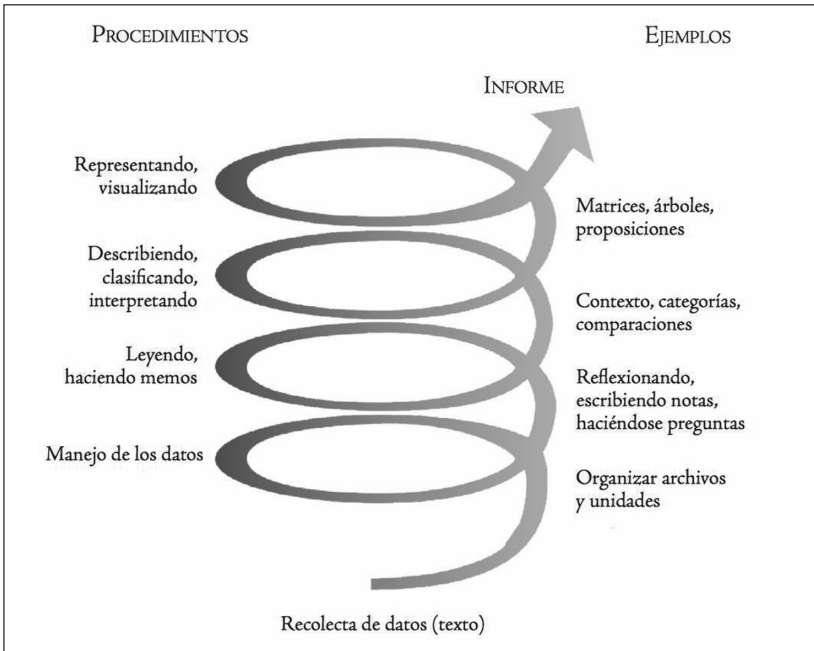 PROCEDIMIENTOS
EJEMPLOS
INFORME
Representando,
visualizando
Matrices, árboles,
proposiciones
Describiendo,
clasificando,
interpretando
Contexto, categorías,
comparaciones
Leyendo,
haciendo memos
Reflexionando,
escribiendo notas,
haciéndose preguntas
Manejo de los datos
Organizar archivos
y unidades
Recolecta de datos (texto)